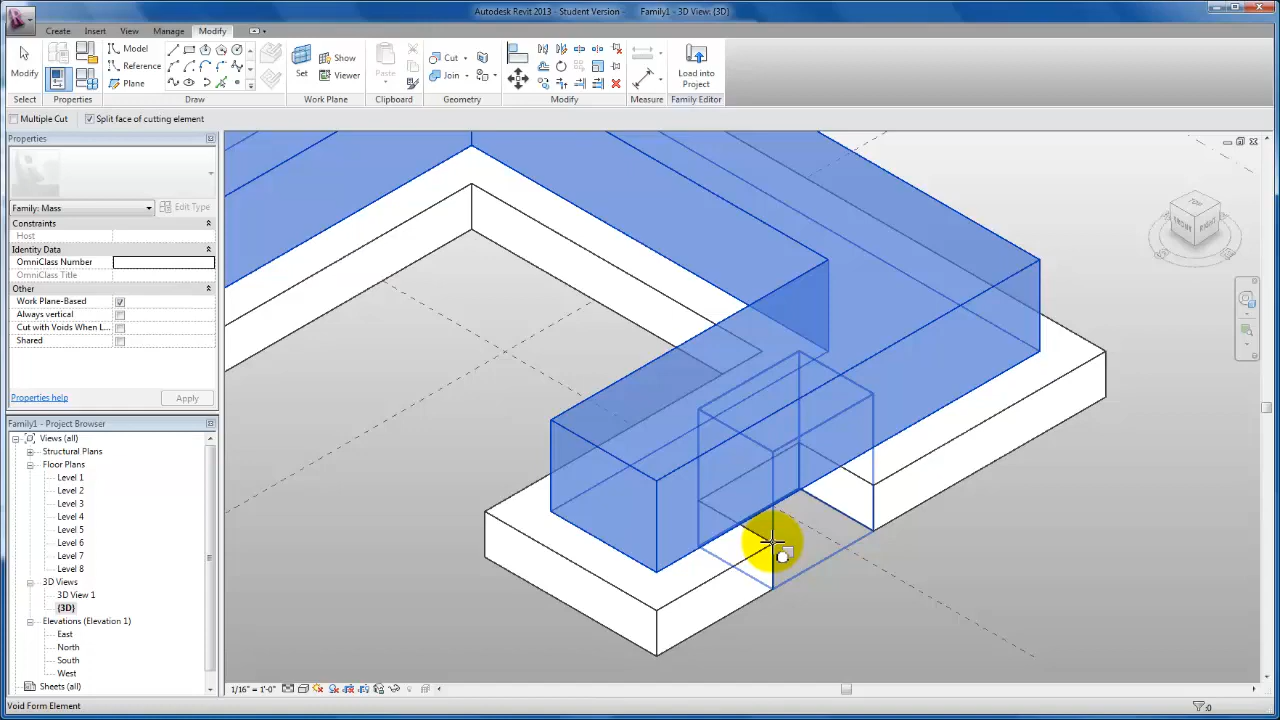 Autodesk Revit 2013 - Student Version - Family1 - 3D View: {3D}
Create Insert View Manage Modify
Modify
Model
Reference
Plane
Set
Show
Viewer
Paste
Cut
Join
Load into
Project
Select Properties Draw Work Plane Clipboard Geometry Modify Measure Family Editor
Multiple Cut Split face of cutting element
Properties
Family: Mass Edit Type
Constraints
Host
Identity Data
OmniClass Number
OmniClass Title
Other
Work Plane-Based
Always vertical
Cut with Voids When L...
Shared
Properties help Apply
Family1 - Project Browser
Views (all)
Structural Plans
Floor Plans
Level 1
Level 2
Level 3
Level 4
Level 5
Level 6
Level 7
Level 8
3D Views
3D View 1
{3D}
Elevations (Elevation 1)
East
North
South
West
Sheets (all)
TOP
FRONT
RIGHT
1/16" = 1'-0"
Void Form Element
:0